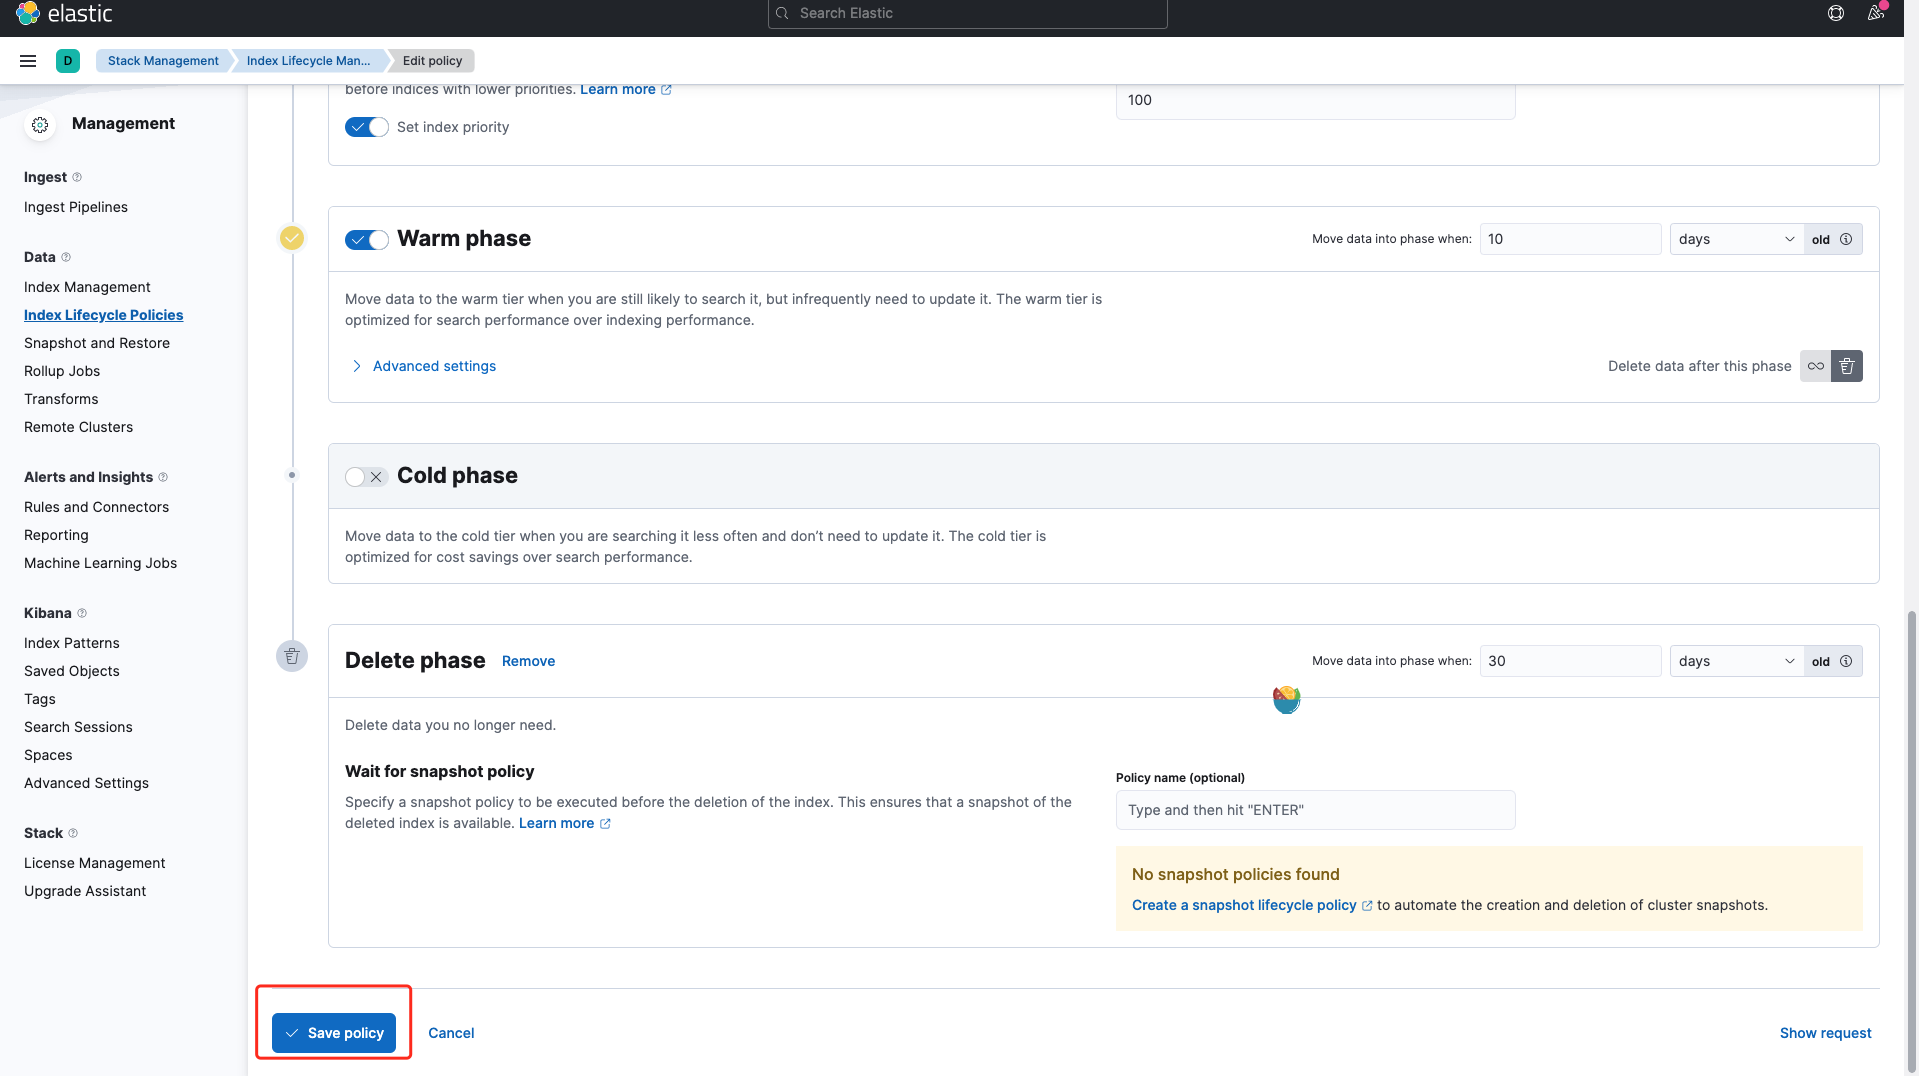 elastic
Search Elastic
D
Stack Management
Index Lifecycle Man...
Edit policy
Management
Ingest
Ingest Pipelines
Data
Index Management
Index Lifecycle Policies
Snapshot and Restore
Rollup Jobs
Transforms
Remote Clusters
Alerts and Insights
Rules and Connectors
Reporting
Machine Learning Jobs
Kibana
Index Patterns
Saved Objects
Tags
Search Sessions
Spaces
Advanced Settings
Stack
License Management
Upgrade Assistant
before indices with lower priorities. Learn more
100
Set index priority
Warm phase
Move data into phase when: 10 days old
Move data to the warm tier when you are still likely to search it, but infrequently need to update it. The warm tier is
optimized for search performance over indexing performance.
Advanced settings
Delete data after this phase
Cold phase
Move data to the cold tier when you are searching it less often and don’t need to update it. The cold tier is
optimized for cost savings over search performance.
Delete phase Remove
Move data into phase when: 30 days old
Delete data you no longer need.
Wait for snapshot policy
Specify a snapshot policy to be executed before the deletion of the index. This ensures that a snapshot of the
deleted index is available. Learn more
Policy name (optional)
Type and then hit "ENTER"
No snapshot policies found
Create a snapshot lifecycle policy to automate the creation and deletion of cluster snapshots.
Save policy
Cancel
Show request